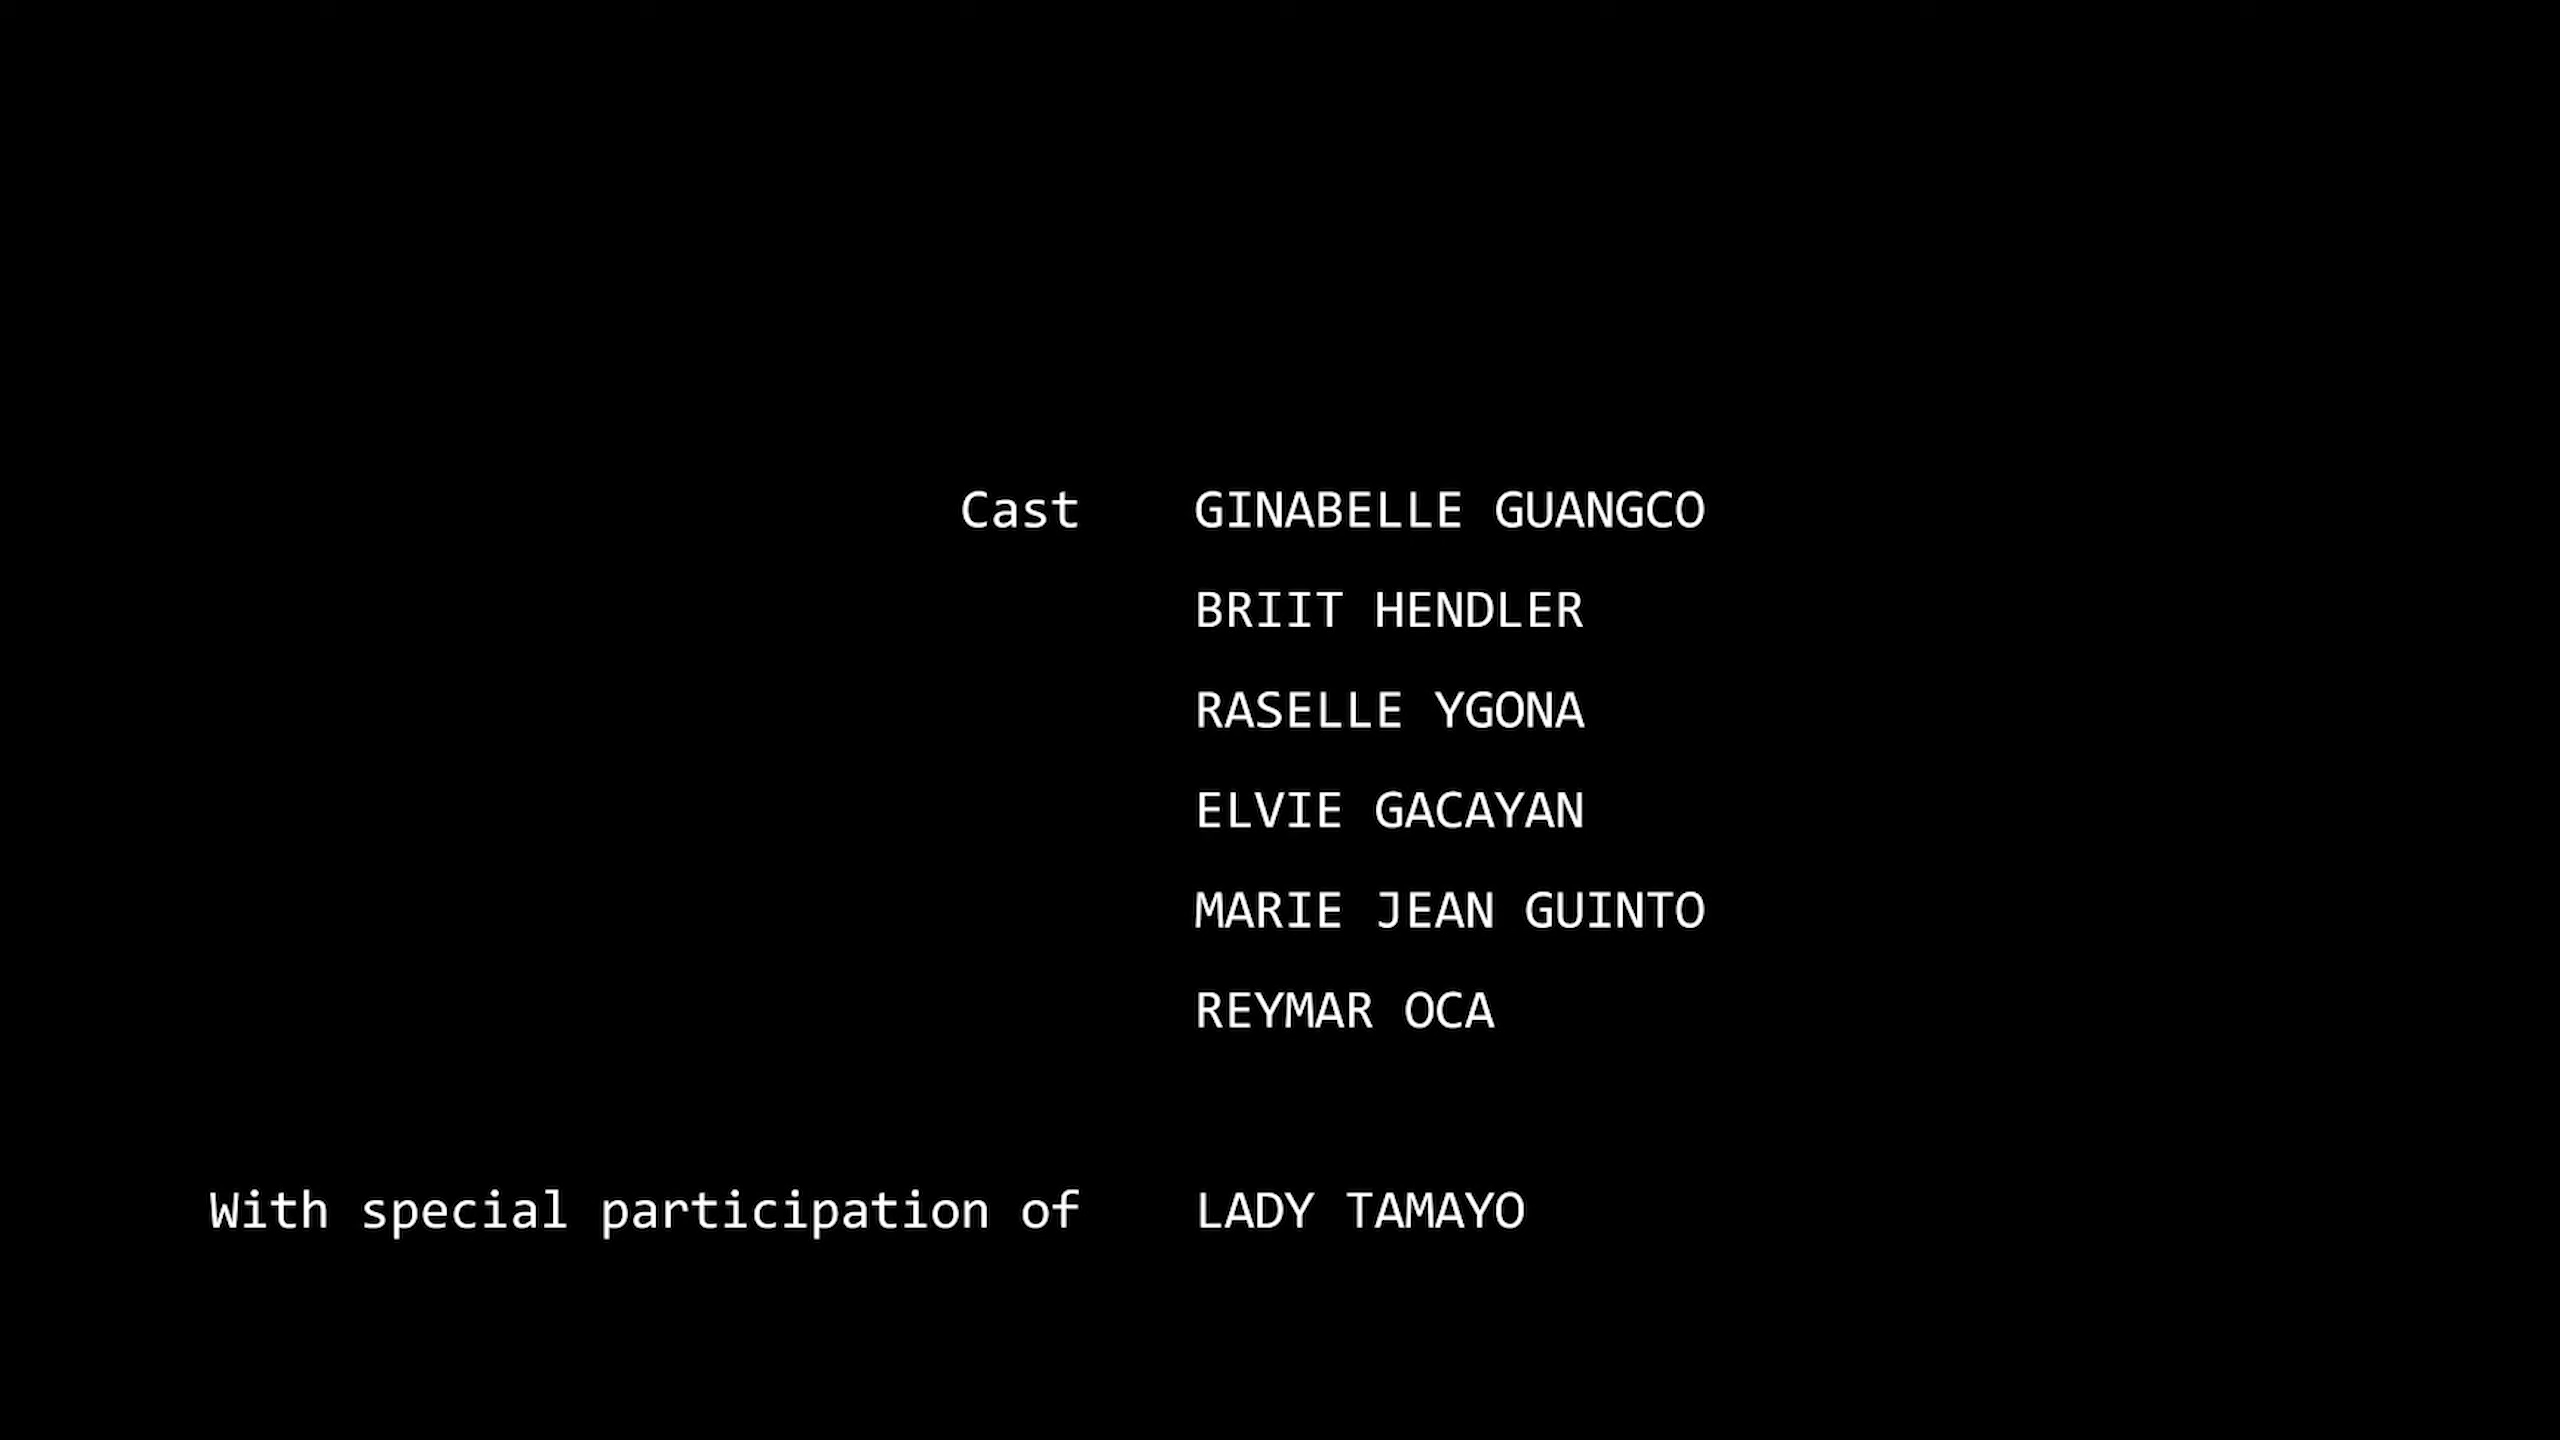 Cast GINABELLE GUANGCO
BRIIT HENDLER
RASELLE YGONA
ELVIE GACAYAN
MARIE JEAN GUINTO
REYMAR OCA
With special participation of LADY TAMAYO